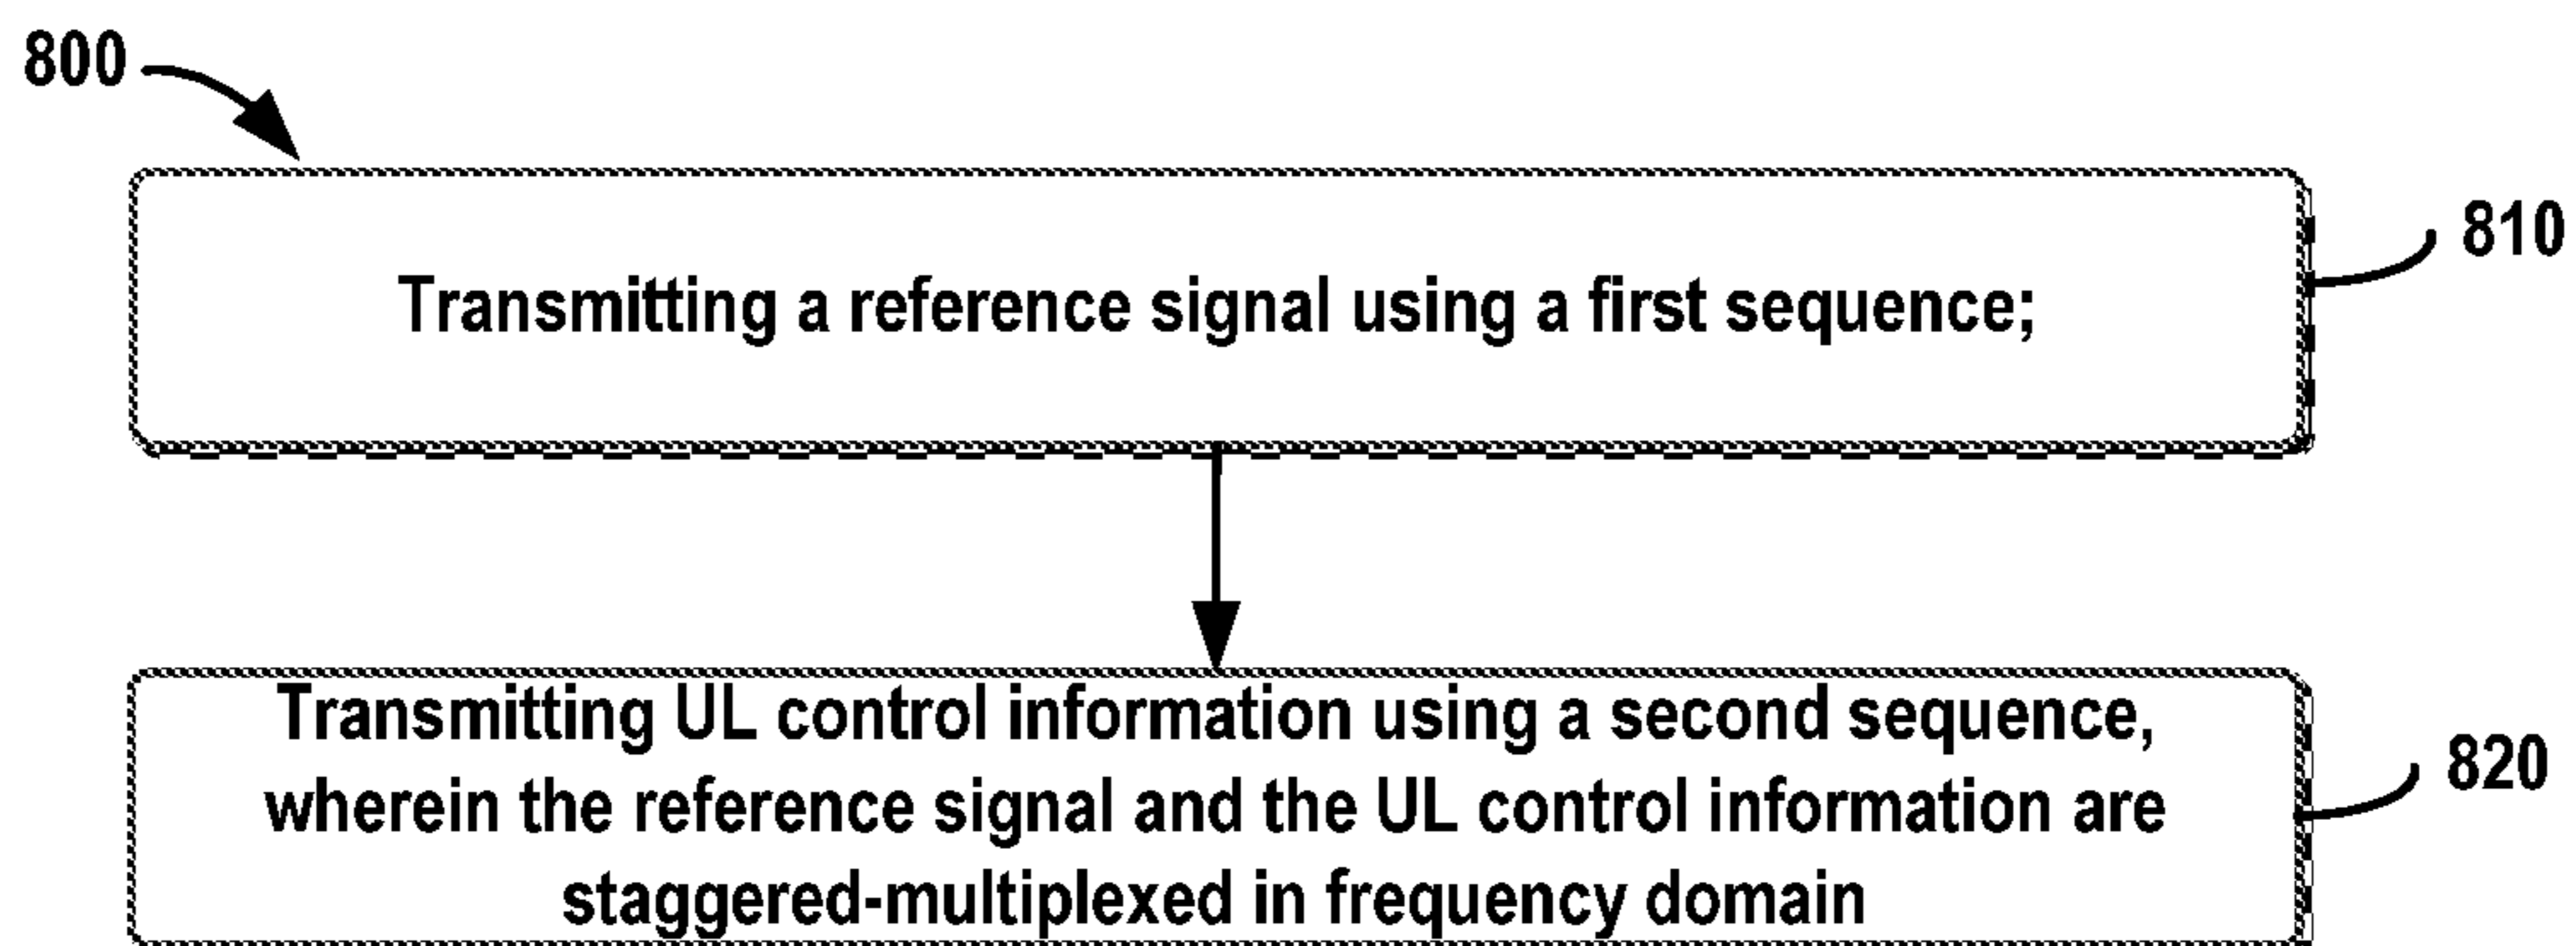 800
810
Transmitting a reference signal using a first sequence;
Transmitting UL control information using a second sequence,
820
wherein the reference signal and the UL control information are
staggered-multiplexed in frequency domain